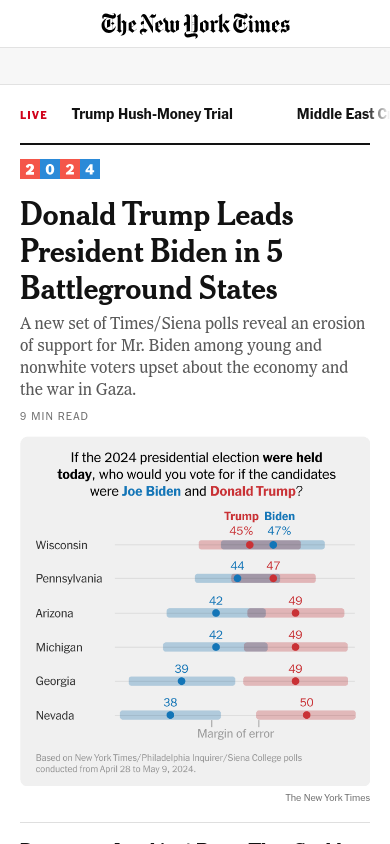 The New York Times
LIVE Trump Hush-Money Trial Middle East
2024
Donald Trump Leads
President Biden in 5
Battleground States
A new set of Times/Siena polls reveal an erosion
of support for Mr. Biden among young and
nonwhite voters upset about the economy and
the war in Gaza.
9 MIN READ
If the 2024 presidential election were held
today, who would you vote for if the candidates
were Joe Biden and Donald Trump?
Trump Biden
45% 47%
Wisconsin
44 47
Pennsylvania
42 49
Arizona
42 49
Michigan
39 49
Georgia
38 50
Nevada
Margin of error
Based on New York Times/Philadelphia Inquirer/Siena College polls
conducted from April 28 to May 9, 2024.
The New York Times